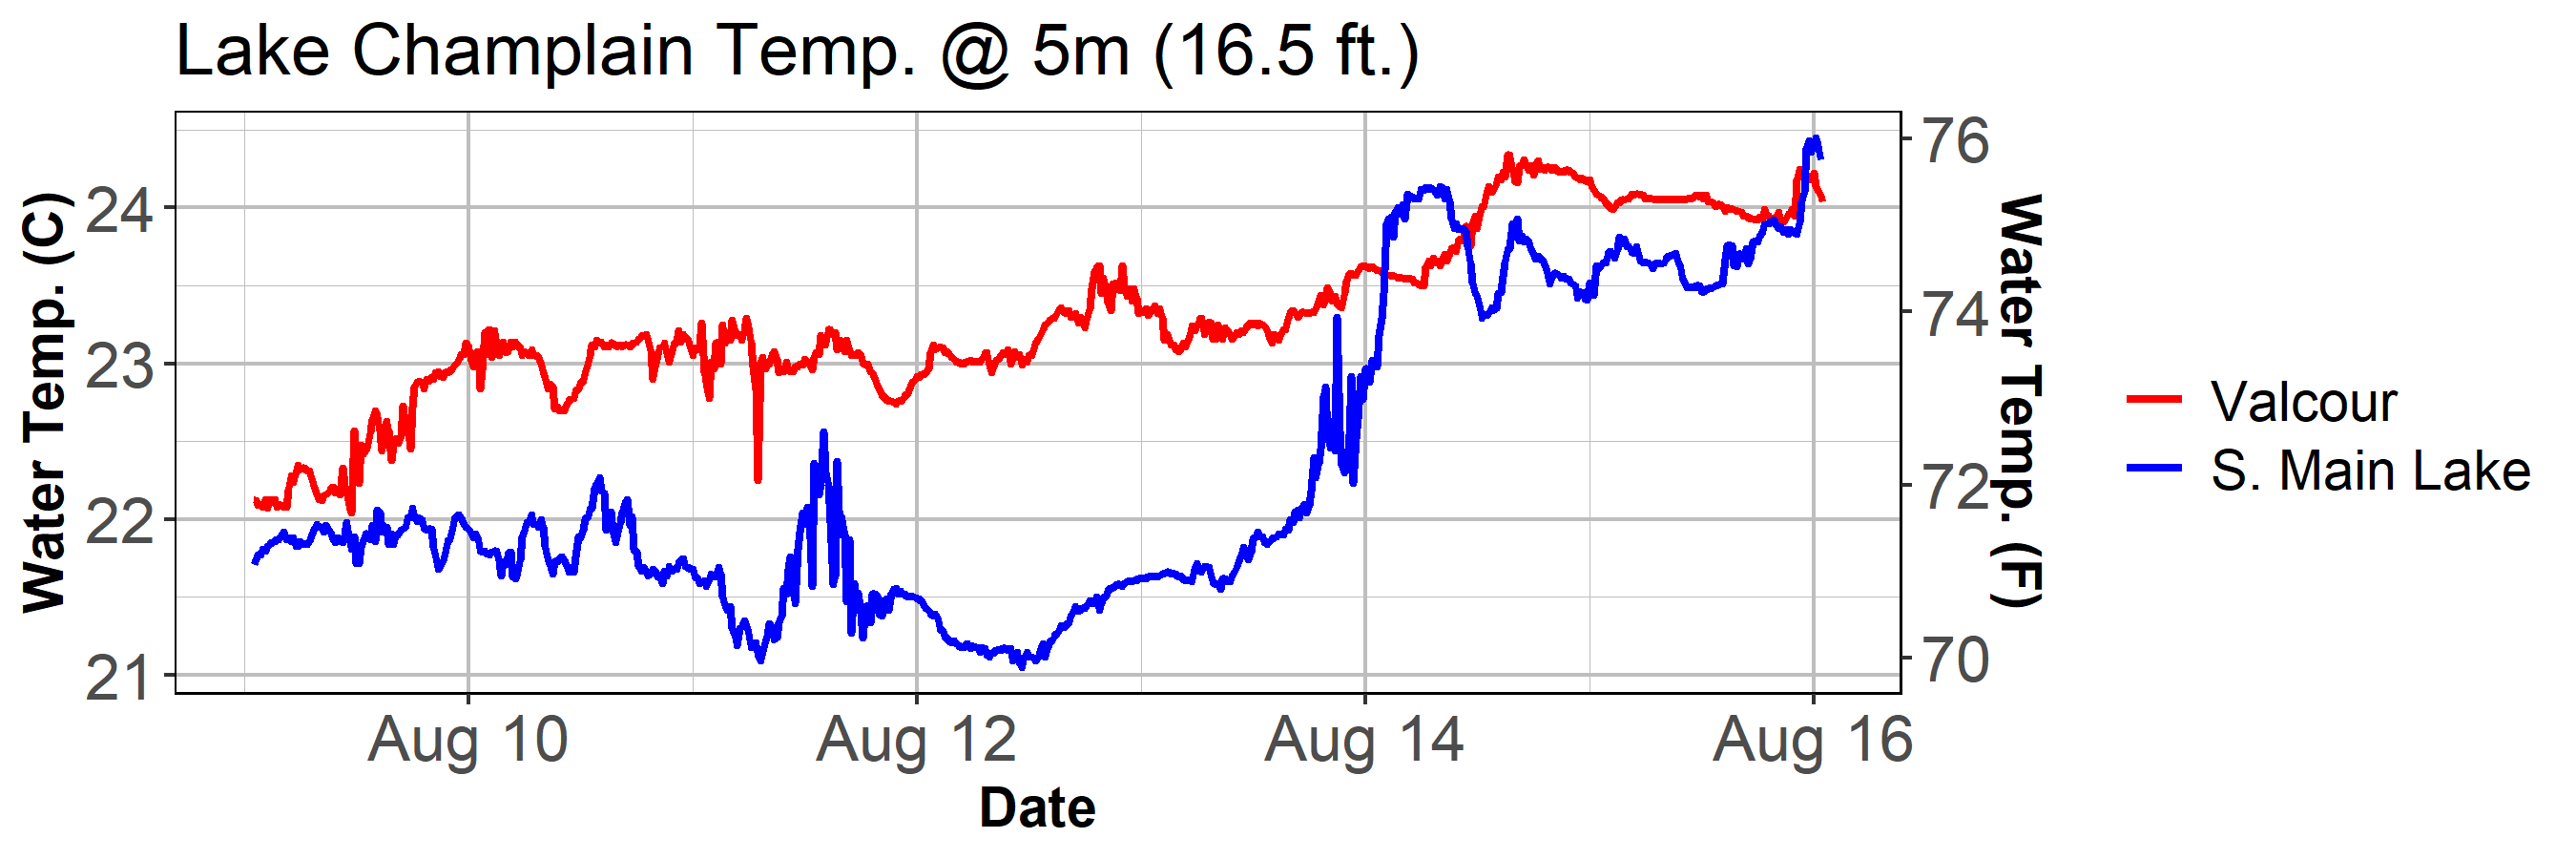 Lake Champlain Temp. @ 5m (16.5 ft.)
Water Temp. (C)
24
23
22
21
76
74
72
70
Water Temp. (F)
Aug 10
Aug 12
Aug 14
Aug 16
Date
Valcour
S. Main Lake